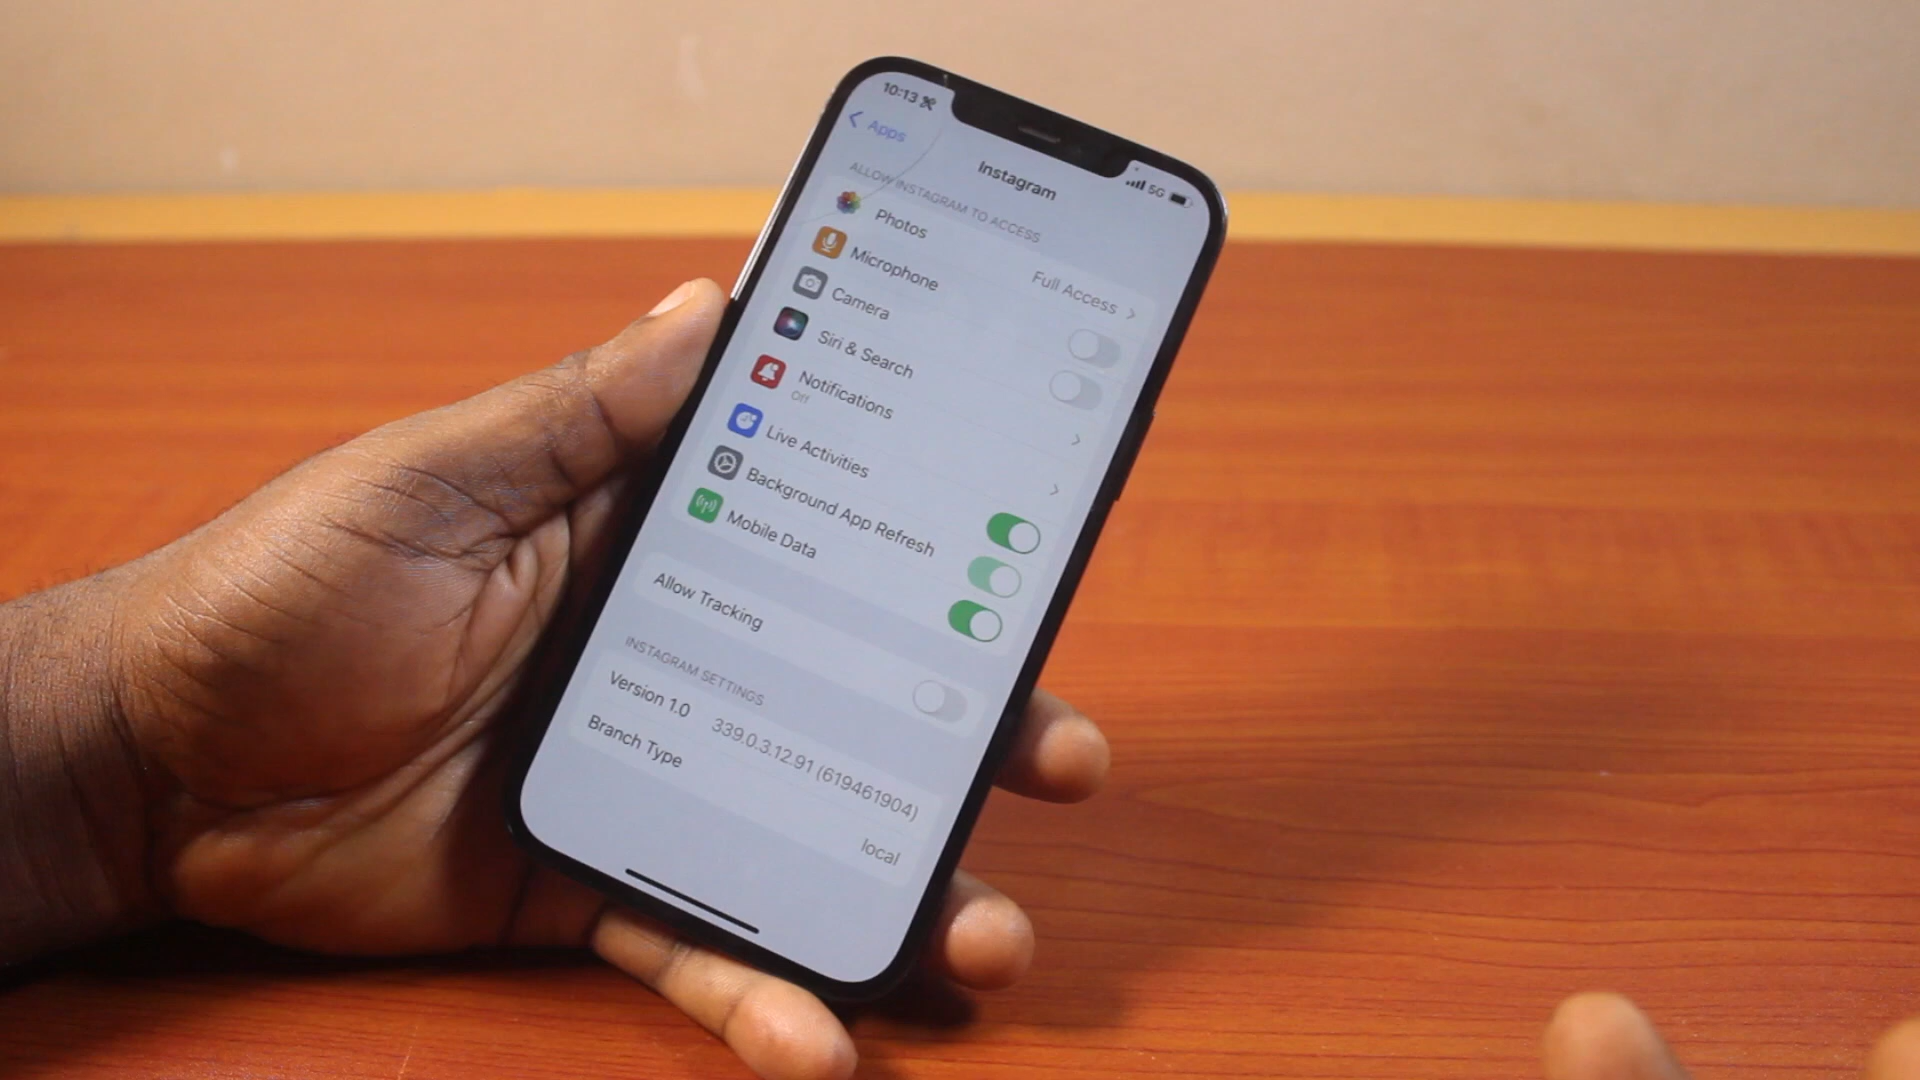 10:13
5G
Apps
Instagram
ALLOW INSTAGRAM TO ACCESS
Photos Full Access
Microphone
Camera
Siri & Search
Notifications
Off
Live Activities
Background App Refresh
Mobile Data
Allow Tracking
INSTAGRAM SETTINGS
Version 1.0 339.0.3.12.91 (619461904)
Branch Type local